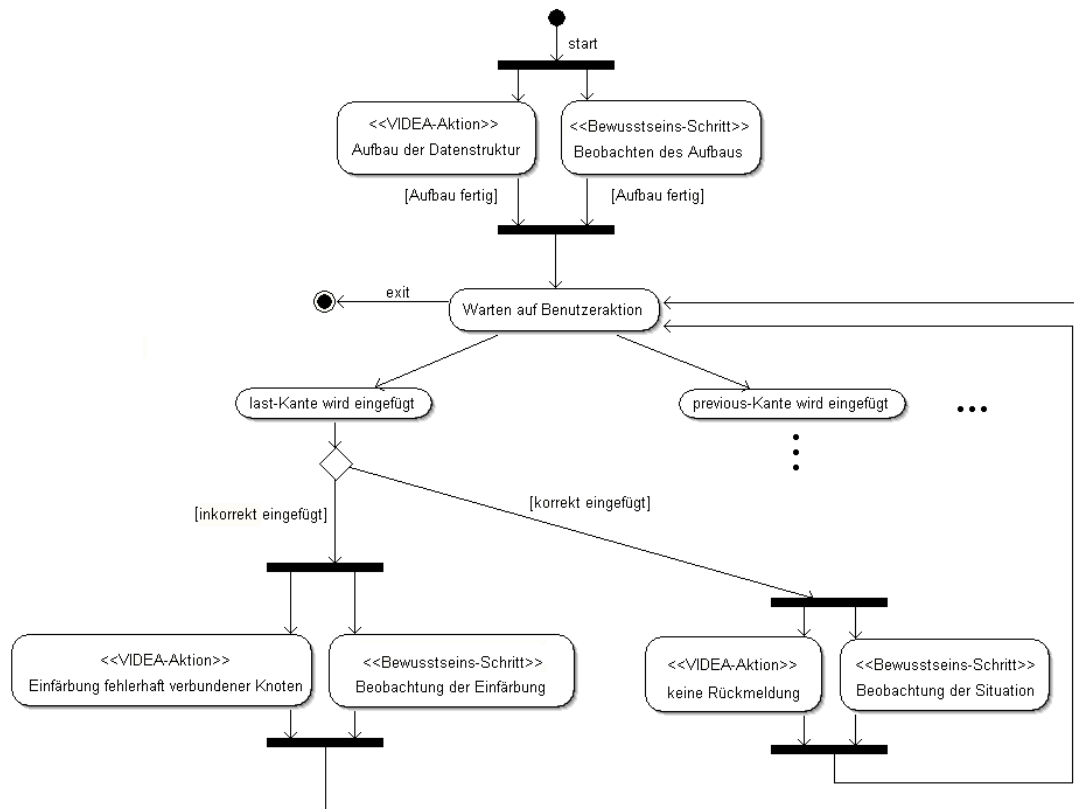 start
<<VIDEA-Aktion>>
Aufbau der Datenstruktur
<<Bewusstseins-Schritt>>
Beobachten des Aufbaus
[Aufbau fertig]
[Aufbau fertig]
exit
Warten auf Benutzeraktion
last-Kante wird eingefügt
previous-Kante wird eingefügt
[inkorrekt eingefügt]
[korrekt eingefügt]
<<VIDEA-Aktion>>
Einfärbung fehlerhaft verbundener Knoten
<<Bewusstseins-Schritt>>
Beobachtung der Einfärbung
<<VIDEA-Aktion>>
keine Rückmeldung
<<Bewusstseins-Schritt>>
Beobachtung der Situation